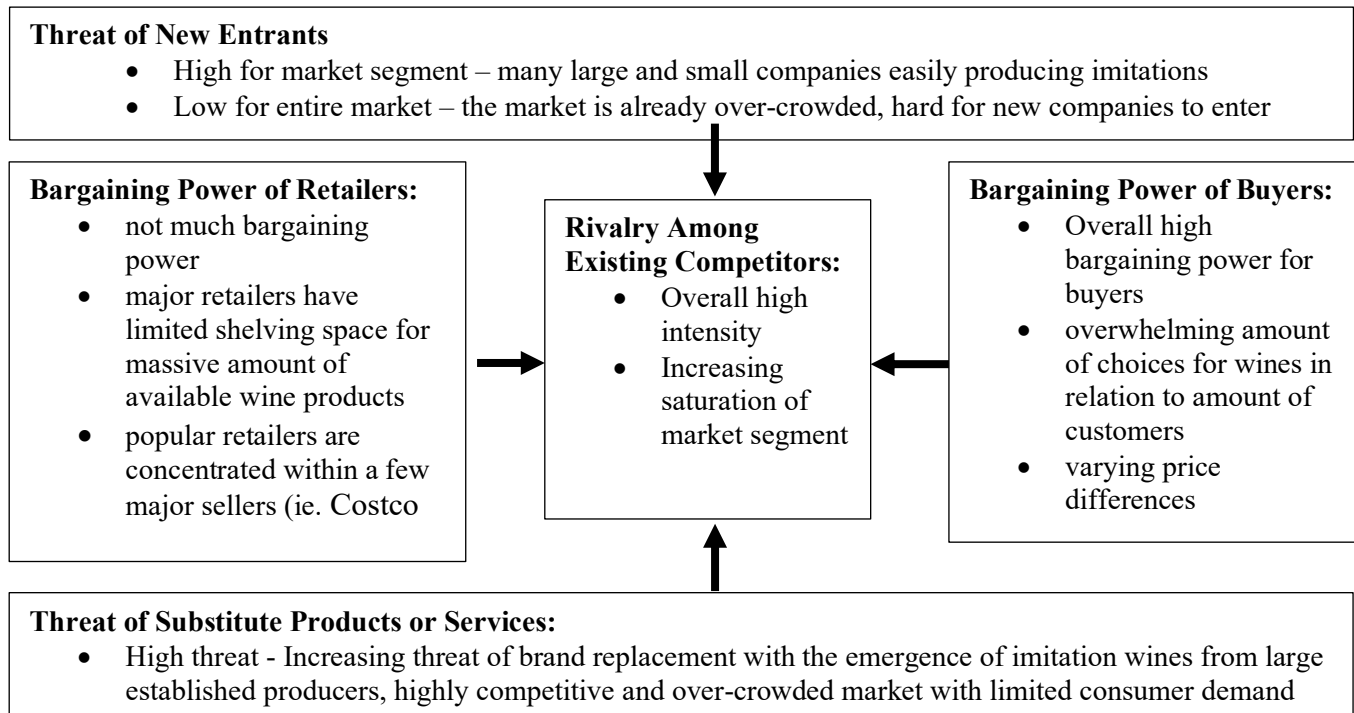 Threat of New Entrants
• High for market segment – many large and small companies easily producing imitations
• Low for entire market – the market is already over-crowded, hard for new companies to enter
Bargaining Power of Retailers:
• not much bargaining
power
• major retailers have
limited shelving space for
massive amount of
available wine products
• popular retailers are
concentrated within a few
major sellers (ie. Costco
Rivalry Among
Existing Competitors:
• Overall high
intensity
• Increasing
saturation of
market segment
Bargaining Power of Buyers:
• Overall high
bargaining power for
buyers
• overwhelming amount
of choices for wines in
relation to amount of
customers
• varying price
differences
Threat of Substitute Products or Services:
• High threat - Increasing threat of brand replacement with the emergence of imitation wines from large
established producers, highly competitive and over-crowded market with limited consumer demand